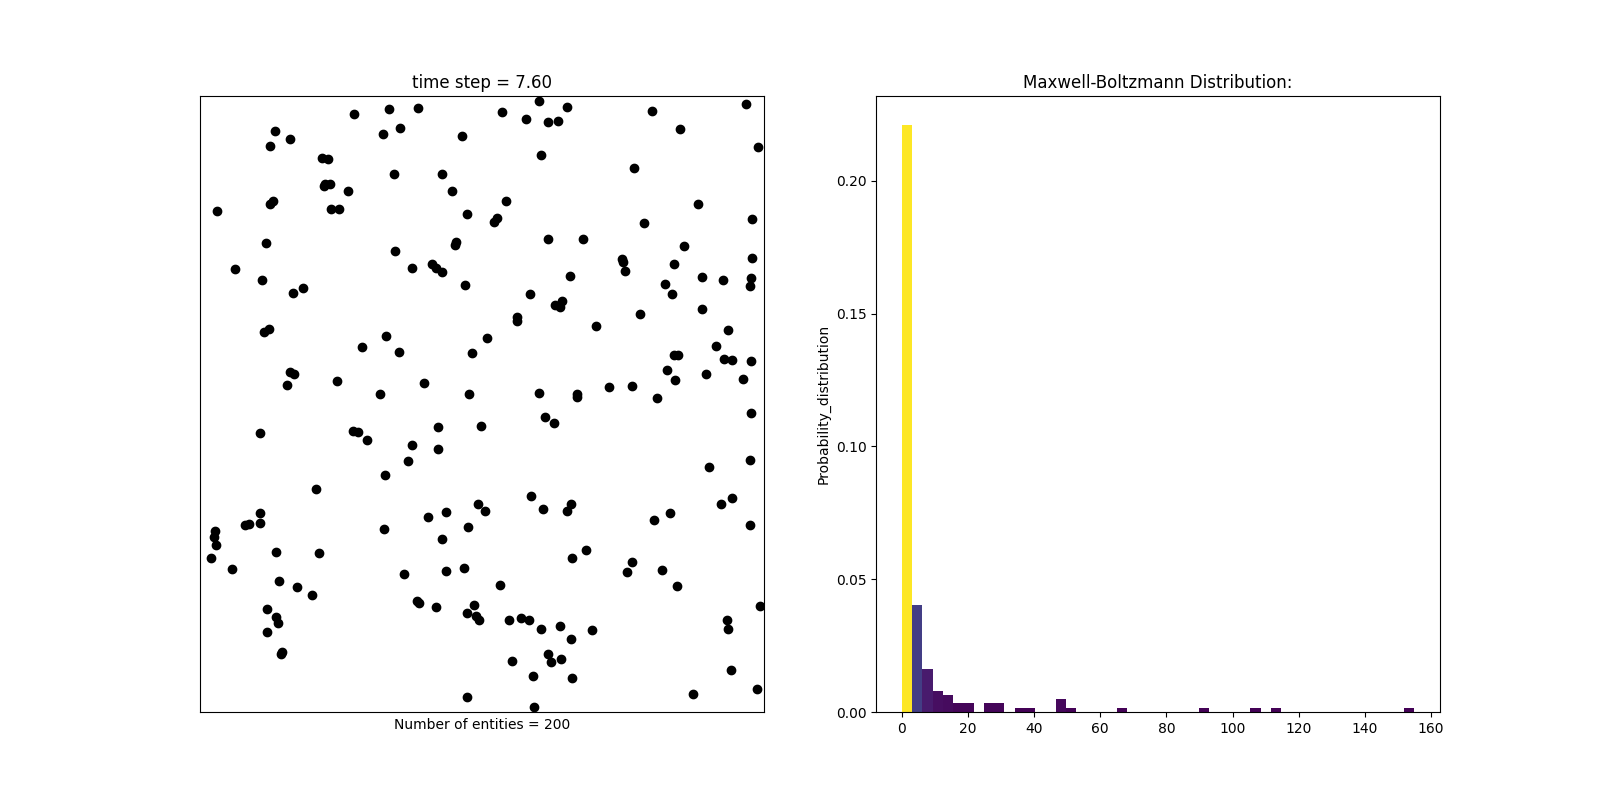 time step = 7.60
Number of entities = 200
Maxwell-Boltzmann Distribution:
Probability_distribution
0.20
0.15
0.10
0.05
0.00
0 20 40 60 80 100 120 140 160